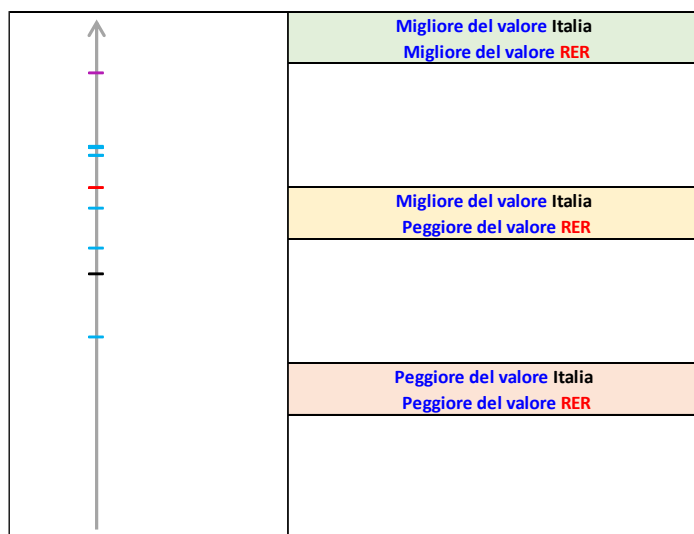 Migliore del valore Italia
Migliore del valore RER
Migliore del valore Italia
Peggiore del valore RER
Peggiore del valore Italia
Peggiore del valore RER